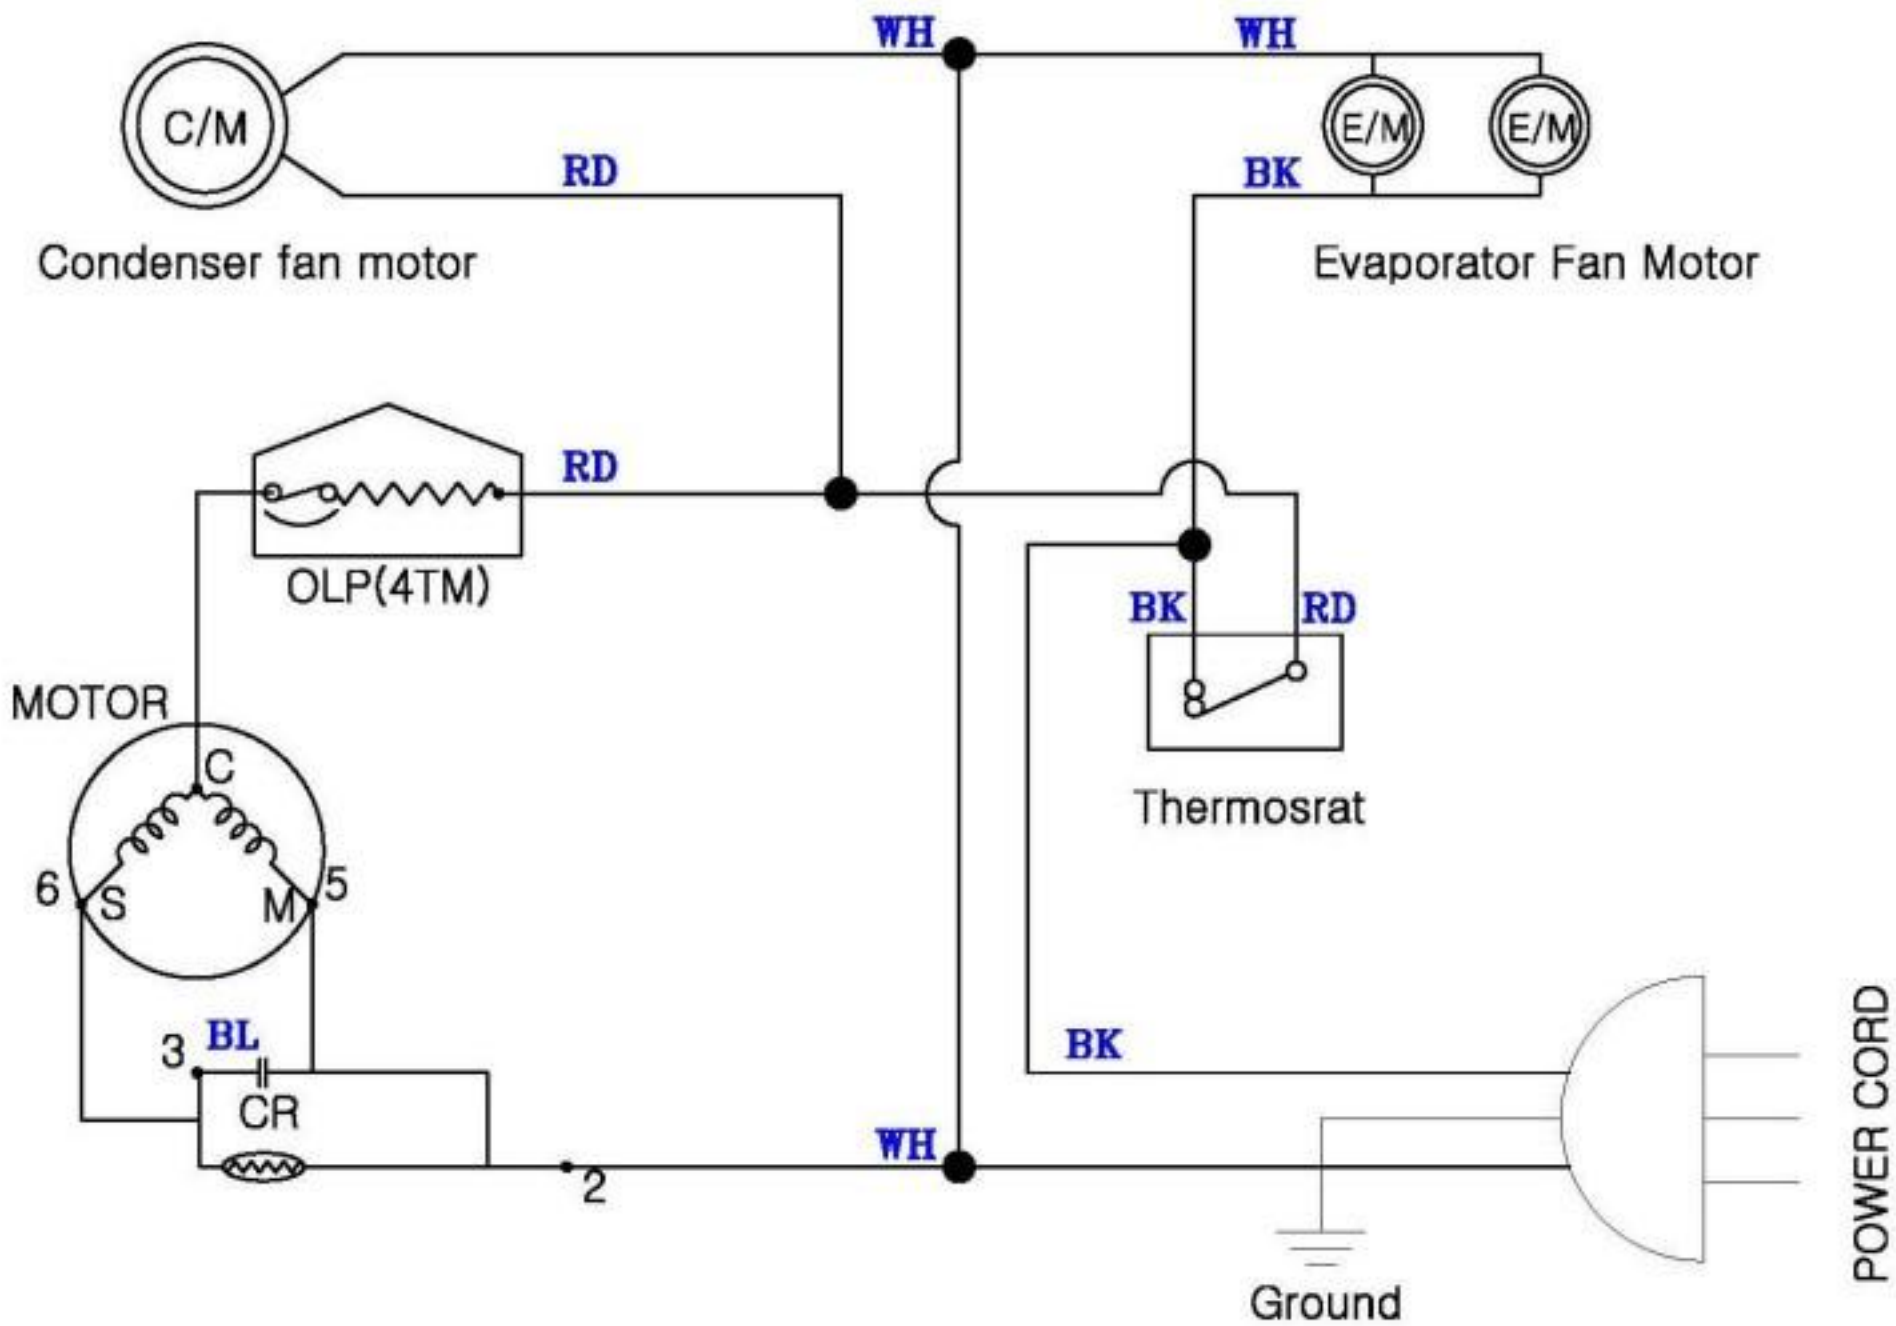 WH
WH
C/M
E/M
E/M
RD
BK
Condenser fan motor
Evaporator Fan Motor
RD
OLP(4TM)
BK
RD
MOTOR
C
Thermosrat
6
S
M
5
3
BL
CR
BK
WH
2
POWER CORD
Ground